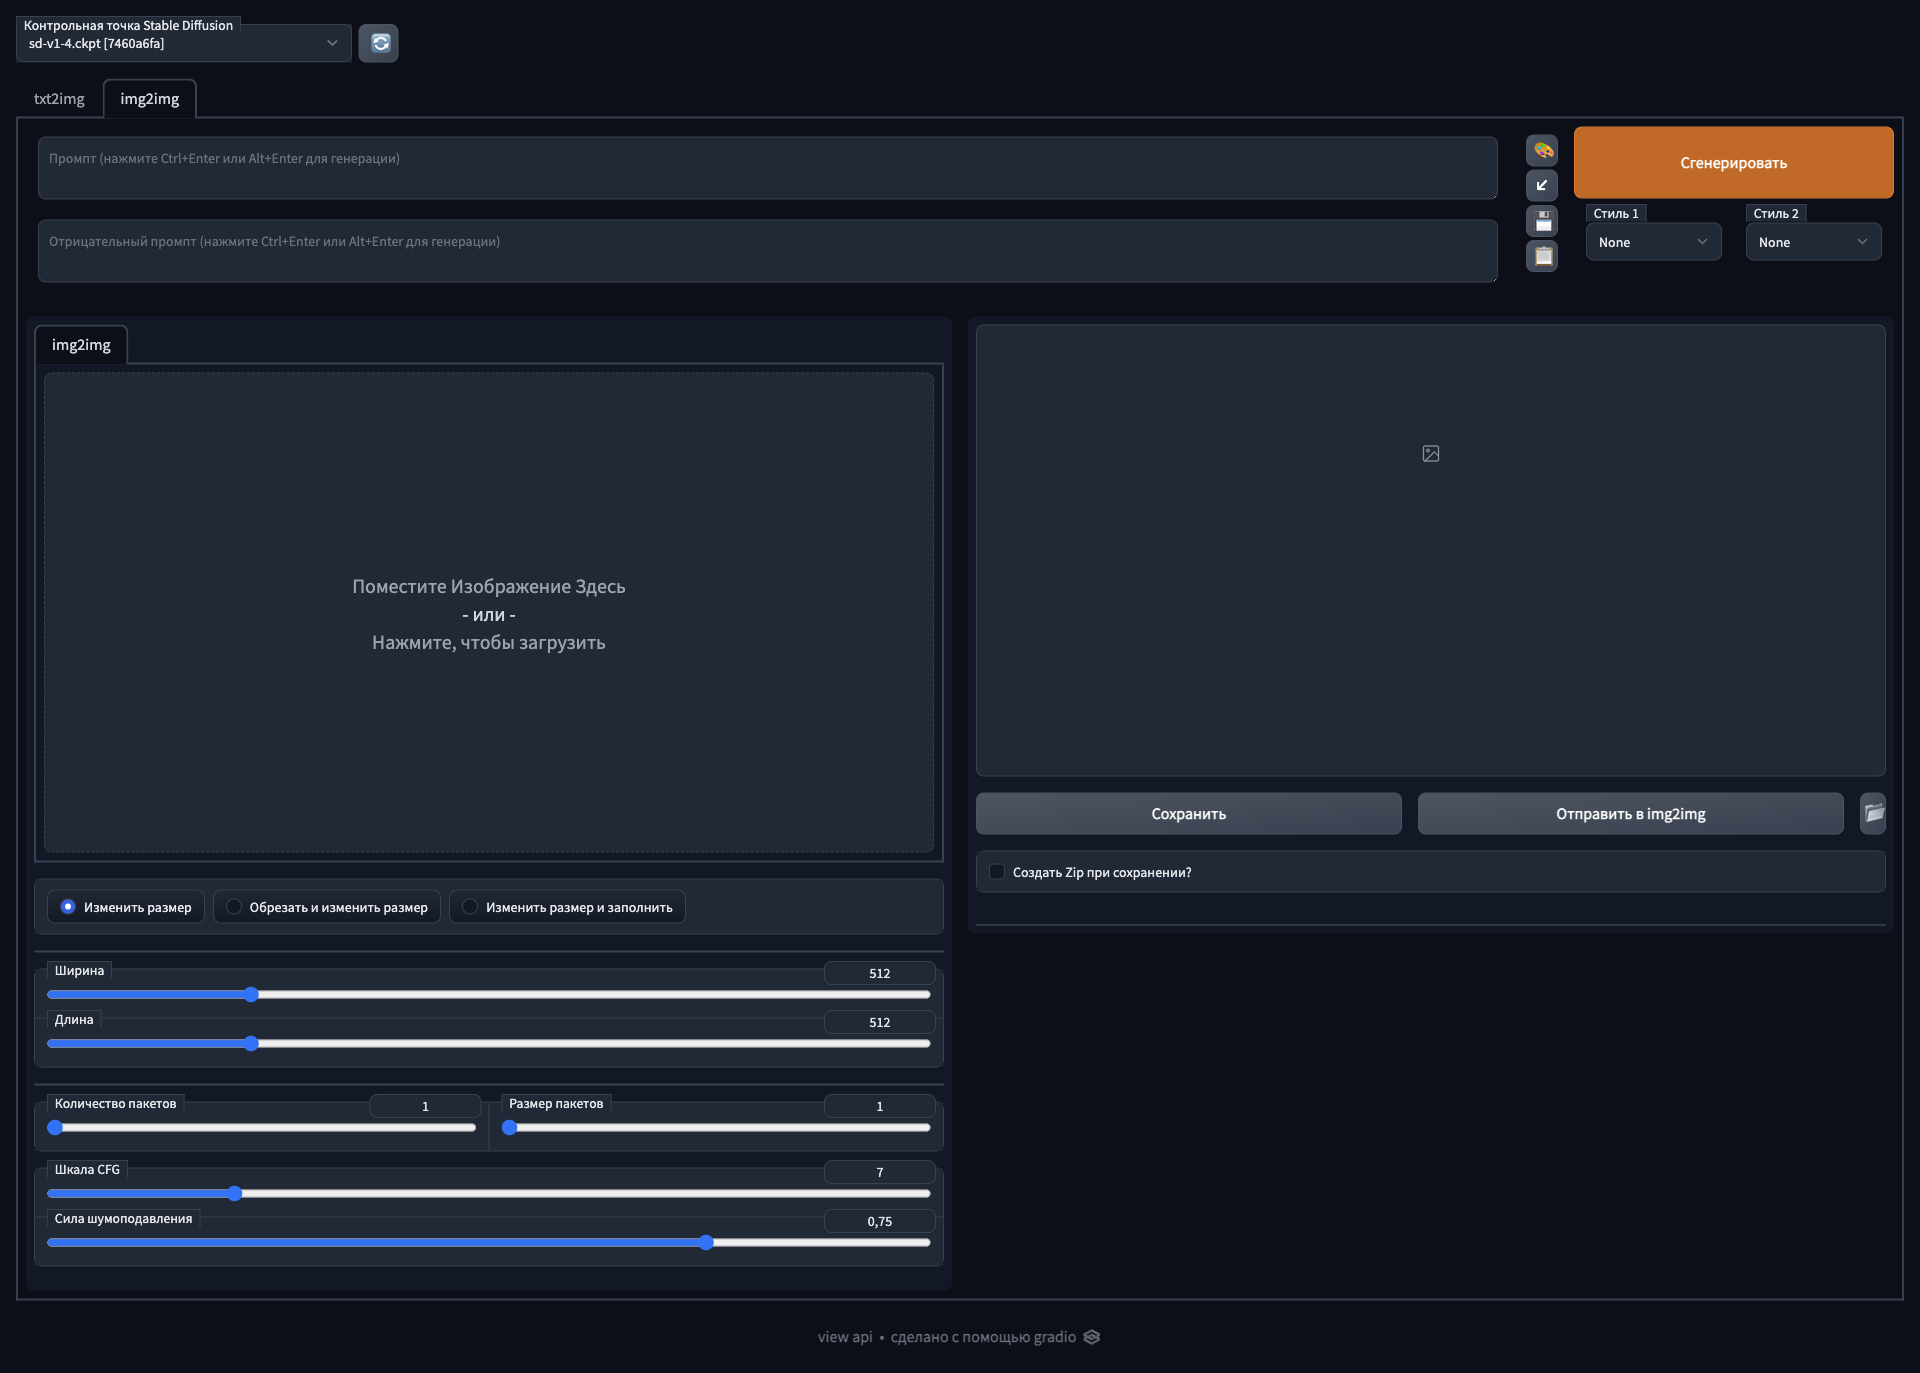 Контрольная точка Stable Diffusion
sd-v1-4.ckpt [7460a6fa]
txt2img
img2img
Промпт (нажмите Ctrl+Enter или Alt+Enter для генерации)
Отрицательный промпт (нажмите Ctrl+Enter или Alt+Enter для генерации)
Сгенерировать
Стиль 1
None
Стиль 2
None
img2img
Поместите Изображение Здесь
- или -
Нажмите, чтобы загрузить
Сохранить
Отправить в img2img
Создать Zip при сохранении?
Изменить размер
Обрезать и изменить размер
Изменить размер и заполнить
Ширина
512
Длина
512
Количество пакетов
1
Размер пакетов
1
Шкала CFG
7
Сила шумоподавления
0,75
view api • сделано с помощью gradio